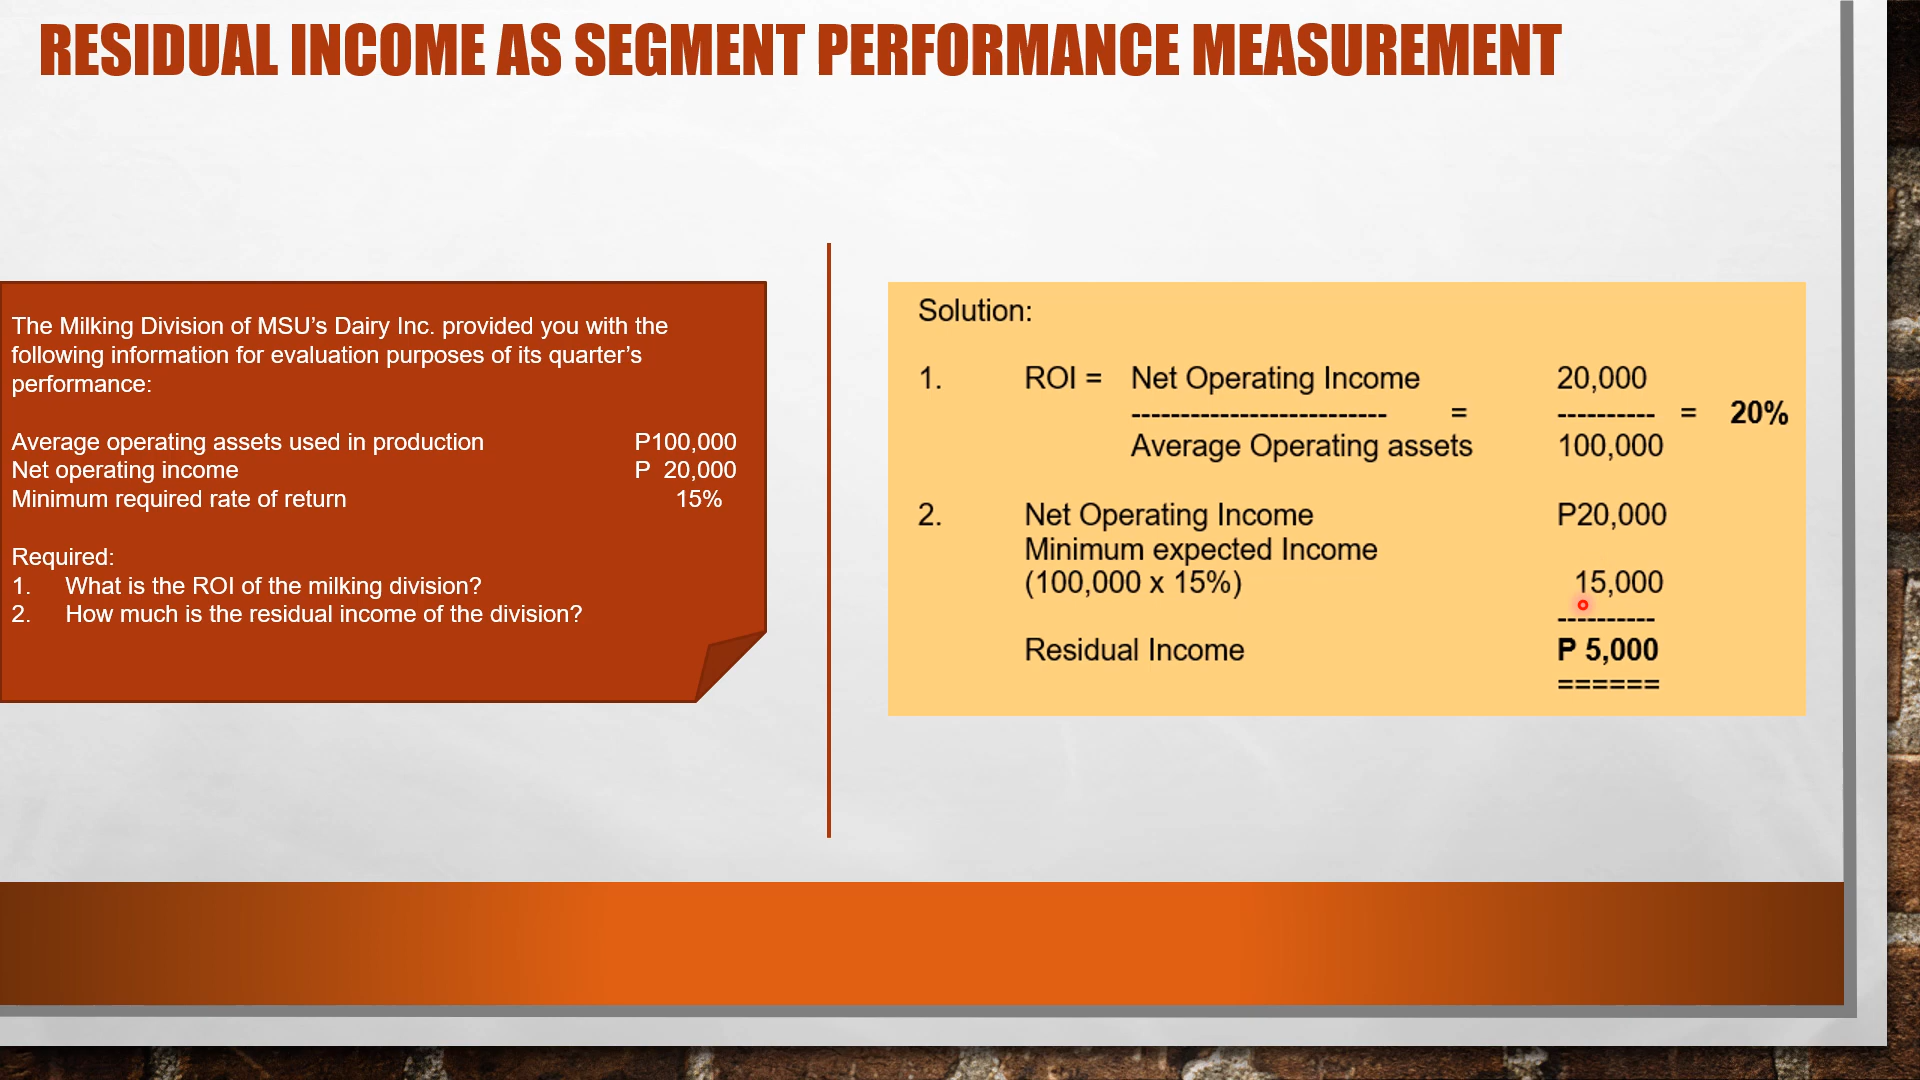 RESIDUAL INCOME AS SEGMENT PERFORMANCE MEASUREMENT
The Milking Division of MSU’s Dairy Inc. provided you with the
following information for evaluation purposes of its quarter’s
performance:
Average operating assets used in production P100,000
Net operating income P 20,000
Minimum required rate of return 15%
Required:
1. What is the ROI of the milking division?
2. How much is the residual income of the division?
Solution:
1. ROI = Net Operating Income 20,000
-------------------------- = ---------- = 20%
Average Operating assets 100,000
2. Net Operating Income P20,000
Minimum expected Income
(100,000 x 15%) 15,000
----------
Residual Income P 5,000
======